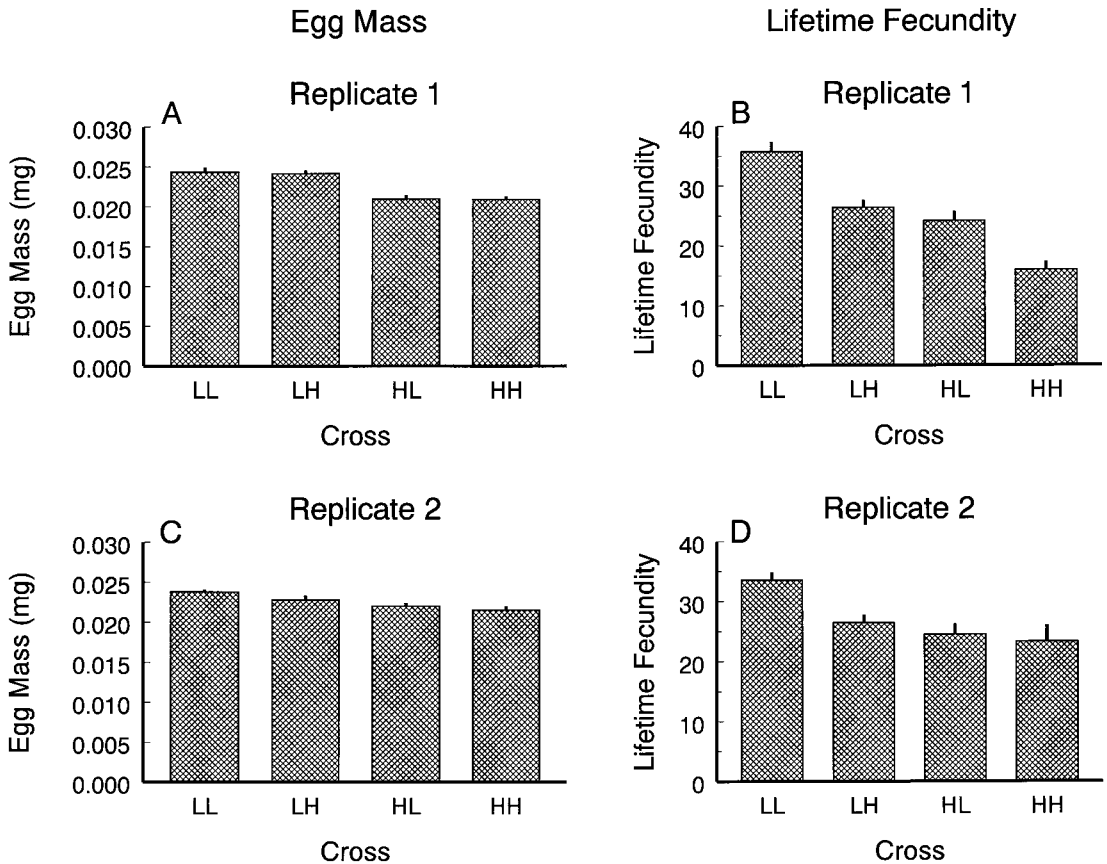 Egg Mass
Lifetime Fecundity
A
Replicate 1
Egg Mass (mg)
0.030
0.025
0.020
0.015
0.010
0.005
0.000
LL LH HL HH
Cross
B
Replicate 1
Lifetime Fecundity
40
30
20
10
0
LL LH HL HH
Cross
C
Replicate 2
Egg Mass (mg)
0.030
0.025
0.020
0.015
0.010
0.005
0.000
LL LH HL HH
Cross
D
Replicate 2
Lifetime Fecundity
40
30
20
10
0
LL LH HL HH
Cross